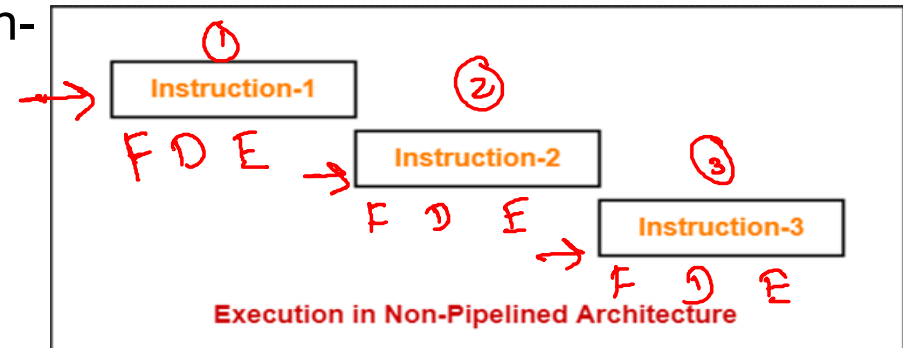 n-
①
Instruction-1
②
F D E
Instruction-2
③
F D E
Instruction-3
F D E
Execution in Non-Pipelined Architecture